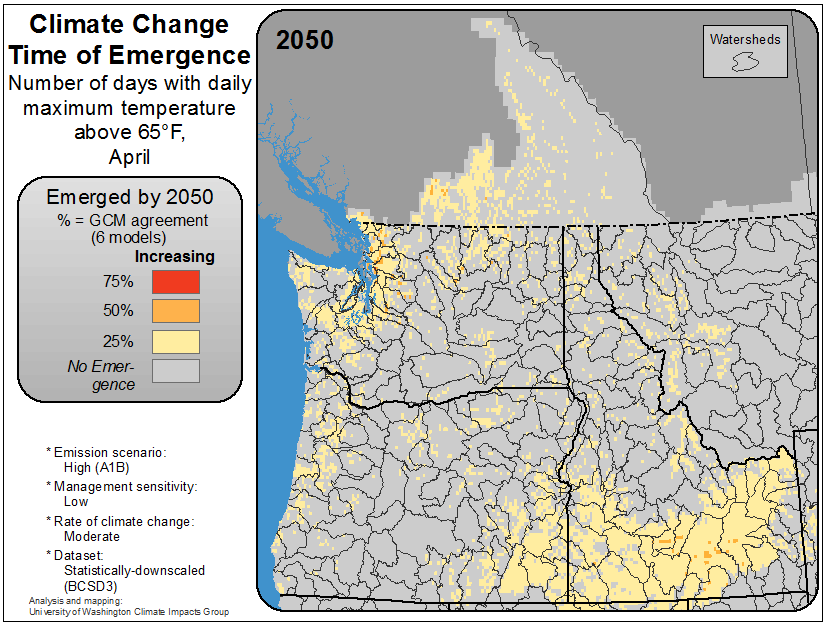 Climate Change
Time of Emergence
Number of days with daily
maximum temperature
above 65°F,
April
Emerged by 2050
% = GCM agreement
(6 models)
Increasing
75%
50%
25%
No Emer-
gence
* Emission scenario:
High (A1B)
* Management sensitivity:
Low
* Rate of climate change:
Moderate
* Dataset:
Statistically-downscaled
(BCSD3)
Analysis and mapping:
University of Washington Climate Impacts Group
2050
Watersheds